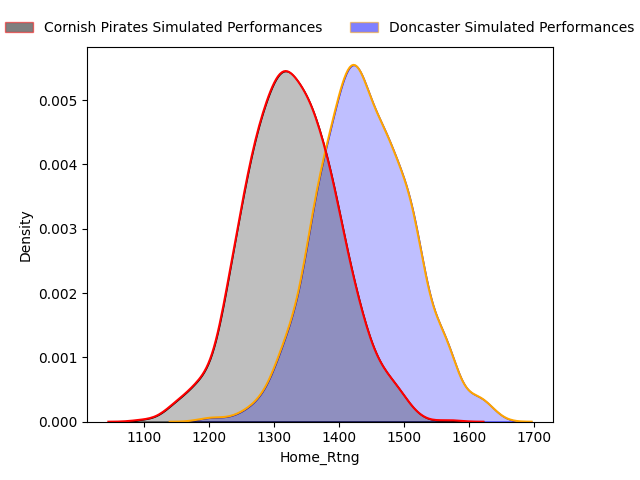 Cornish Pirates Simulated Performances
Doncaster Simulated Performances
0.005
0.004
0.003
0.002
0.001
0.000
Density
1100 1200 1300 1400 1500 1600 1700
Home_Rtng